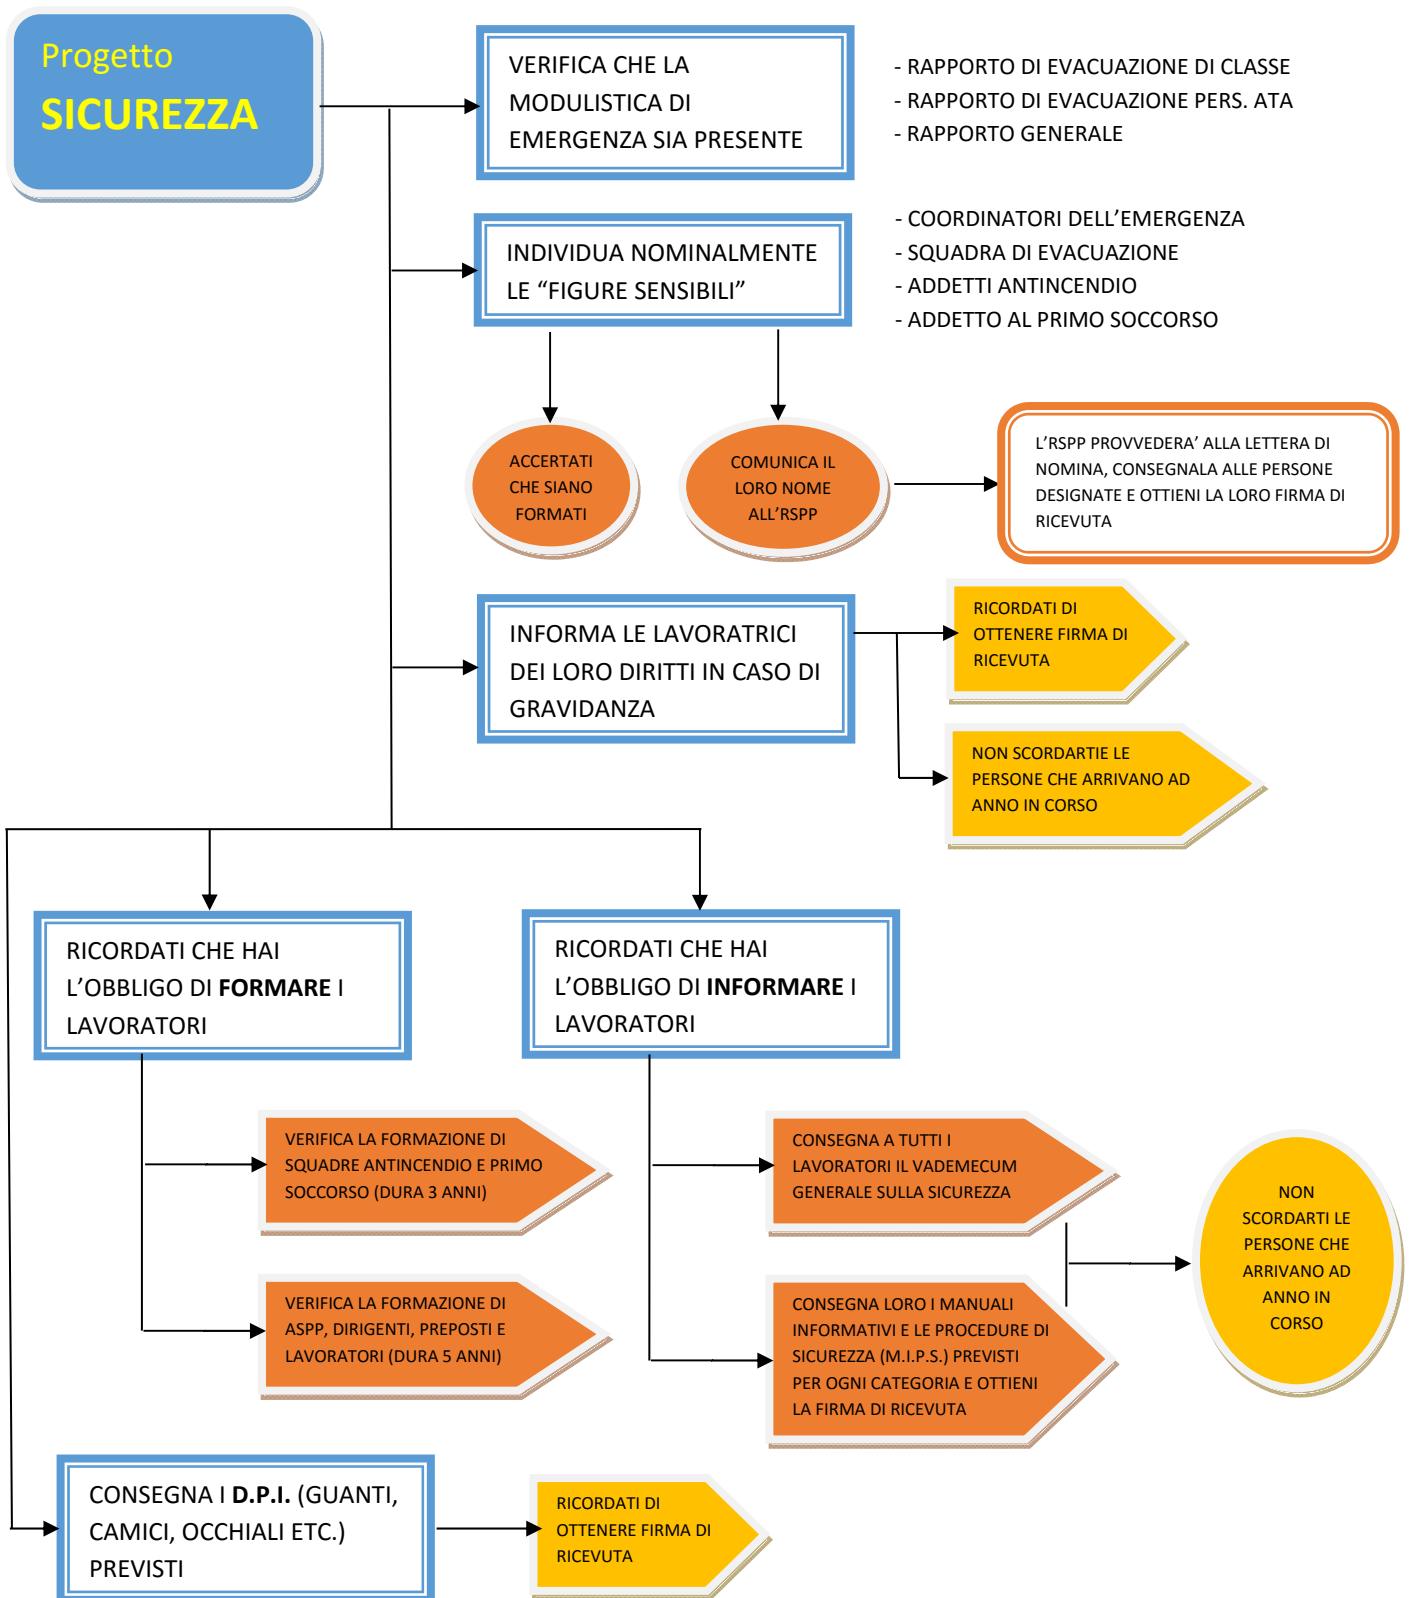 Progetto
SICUREZZA
VERIFICA CHE LA
MODULISTICA DI
EMERGENZA SIA PRESENTE
- RAPPORTO DI EVACUAZIONE DI CLASSE
- RAPPORTO DI EVACUAZIONE PERS. ATA
- RAPPORTO GENERALE
INDIVIDUA NOMINALMENTE
LE “FIGURE SENSIBILI”
- COORDINATORI DELL’EMERGENZA
- SQUADRA DI EVACUAZIONE
- ADDETTI ANTINCENDIO
- ADDETTO AL PRIMO SOCCORSO
ACCERTATI
CHE SIANO
FORMATI
COMUNICA IL
LORO NOME
ALL’RSPP
L’RSPP PROVVEDERA’ ALLA LETTERA DI
NOMINA, CONSEGNALA ALLE PERSONE
DESIGNATE E OTTIENI LA LORO FIRMA DI
RICEVUTA
INFORMA LE LAVORATRICI
DEI LORO DIRITTI IN CASO DI
GRAVIDANZA
RICORDATI DI
OTTENERE FIRMA DI
RICEVUTA
NON SCORDARTIE LE
PERSONE CHE ARRIVANO AD
ANNO IN CORSO
RICORDATI CHE HAI
L’OBBLIGO DI FORMARE I
LAVORATORI
RICORDATI CHE HAI
L’OBBLIGO DI INFORMARE I
LAVORATORI
VERIFICA LA FORMAZIONE DI
SQUADRE ANTINCENDIO E PRIMO
SOCCORSO (DURA 3 ANNI)
VERIFICA LA FORMAZIONE DI
ASPP, DIRIGENTI, PREPOSTI E
LAVORATORI (DURA 5 ANNI)
CONSEGNA A TUTTI I
LAVORATORI IL VADEMECUM
GENERALE SULLA SICUREZZA
CONSEGNA LORO I MANUALI
INFORMATIVI E LE PROCEDURE DI
SICUREZZA (M.I.P.S.) PREVISTI
PER OGNI CATEGORIA E OTTIENI
LA FIRMA DI RICEVUTA
NON
SCORDARTI LE
PERSONE CHE
ARRIVANO AD
ANNO IN
CORSO
CONSEGNA I D.P.I. (GUANTI,
CAMICI, OCCHIALI ETC.)
PREVISTI
RICORDATI DI
OTTENERE FIRMA DI
RICEVUTA